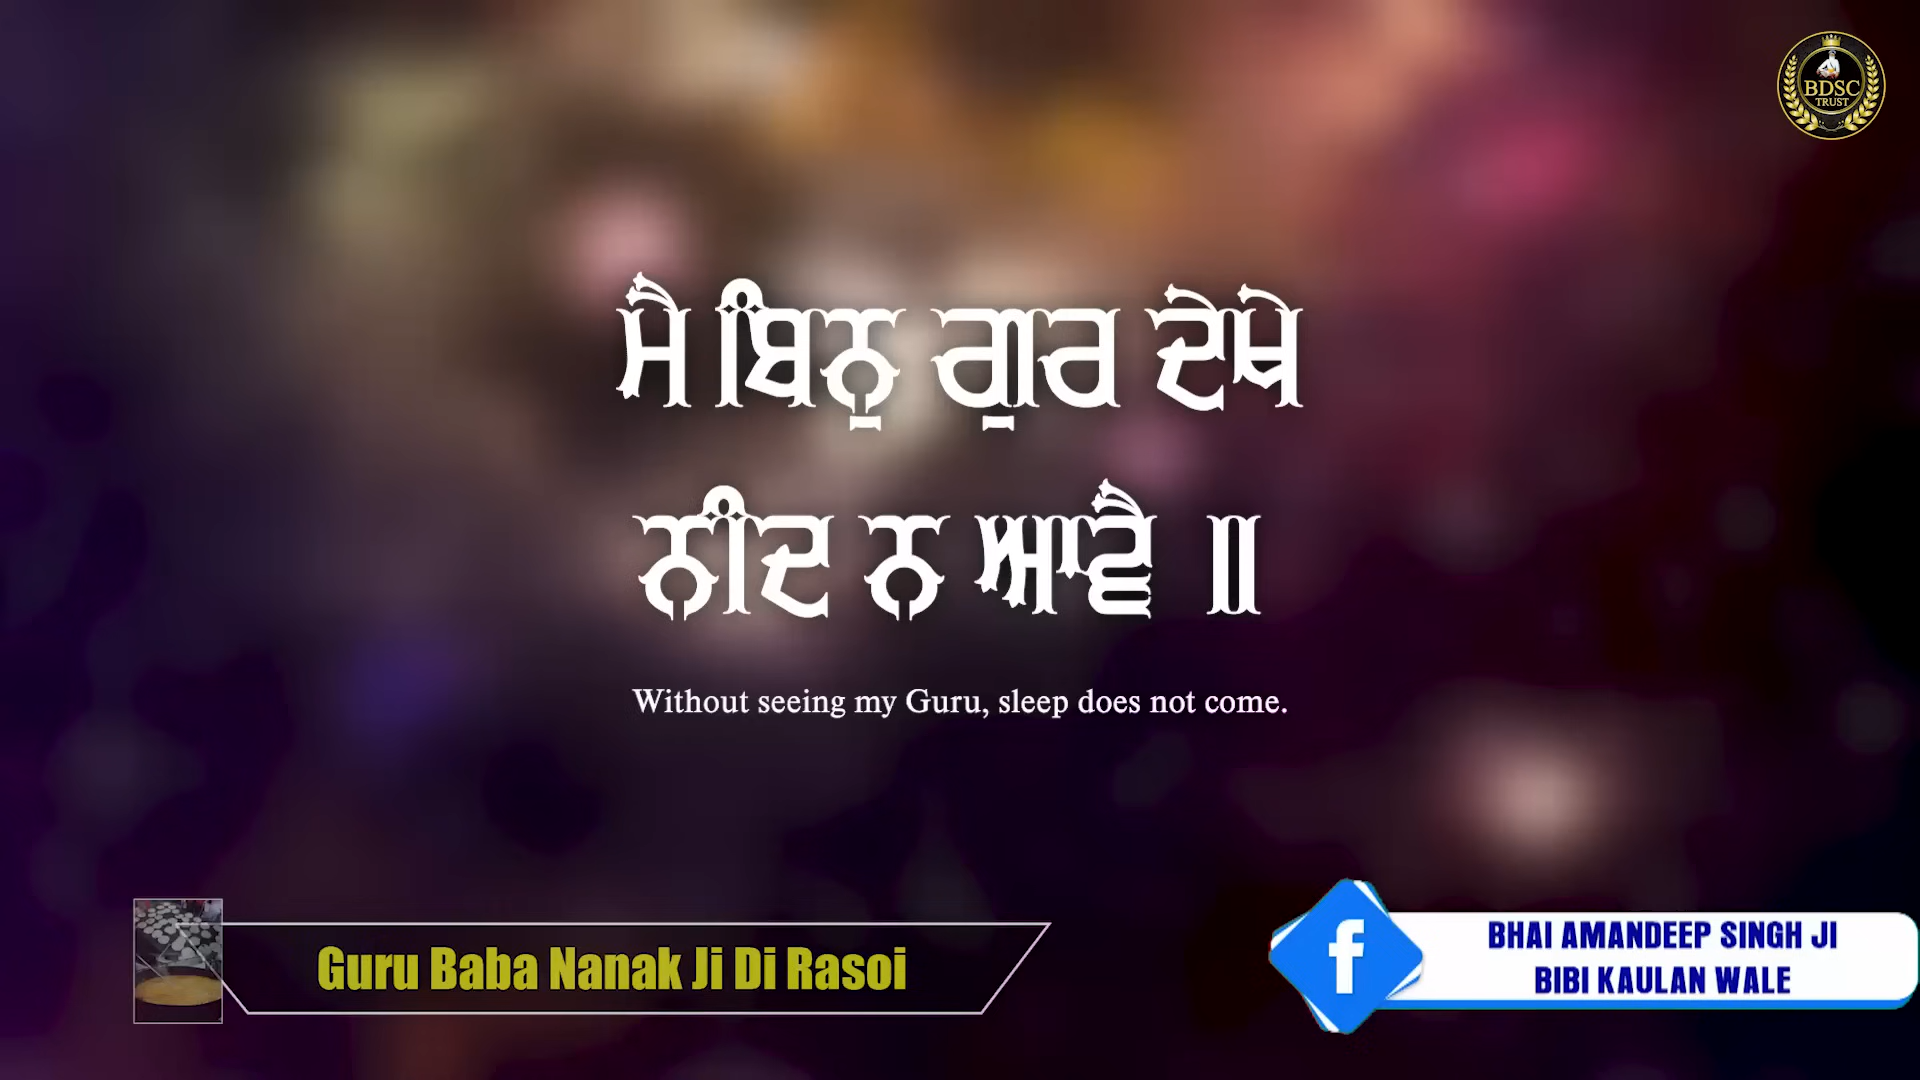 BDSC
TRUST
ਮੈ ਬਿਨੁ ਗੁਰ ਦੇਖੇ
ਨੀਂਦ ਨ ਆਵੈ ॥
Without seeing my Guru, sleep does not come.
Guru Baba Nanak Ji Di Rasoi
f
BHAI AMANDEEP SINGH JI
BIBI KAULAN WALE